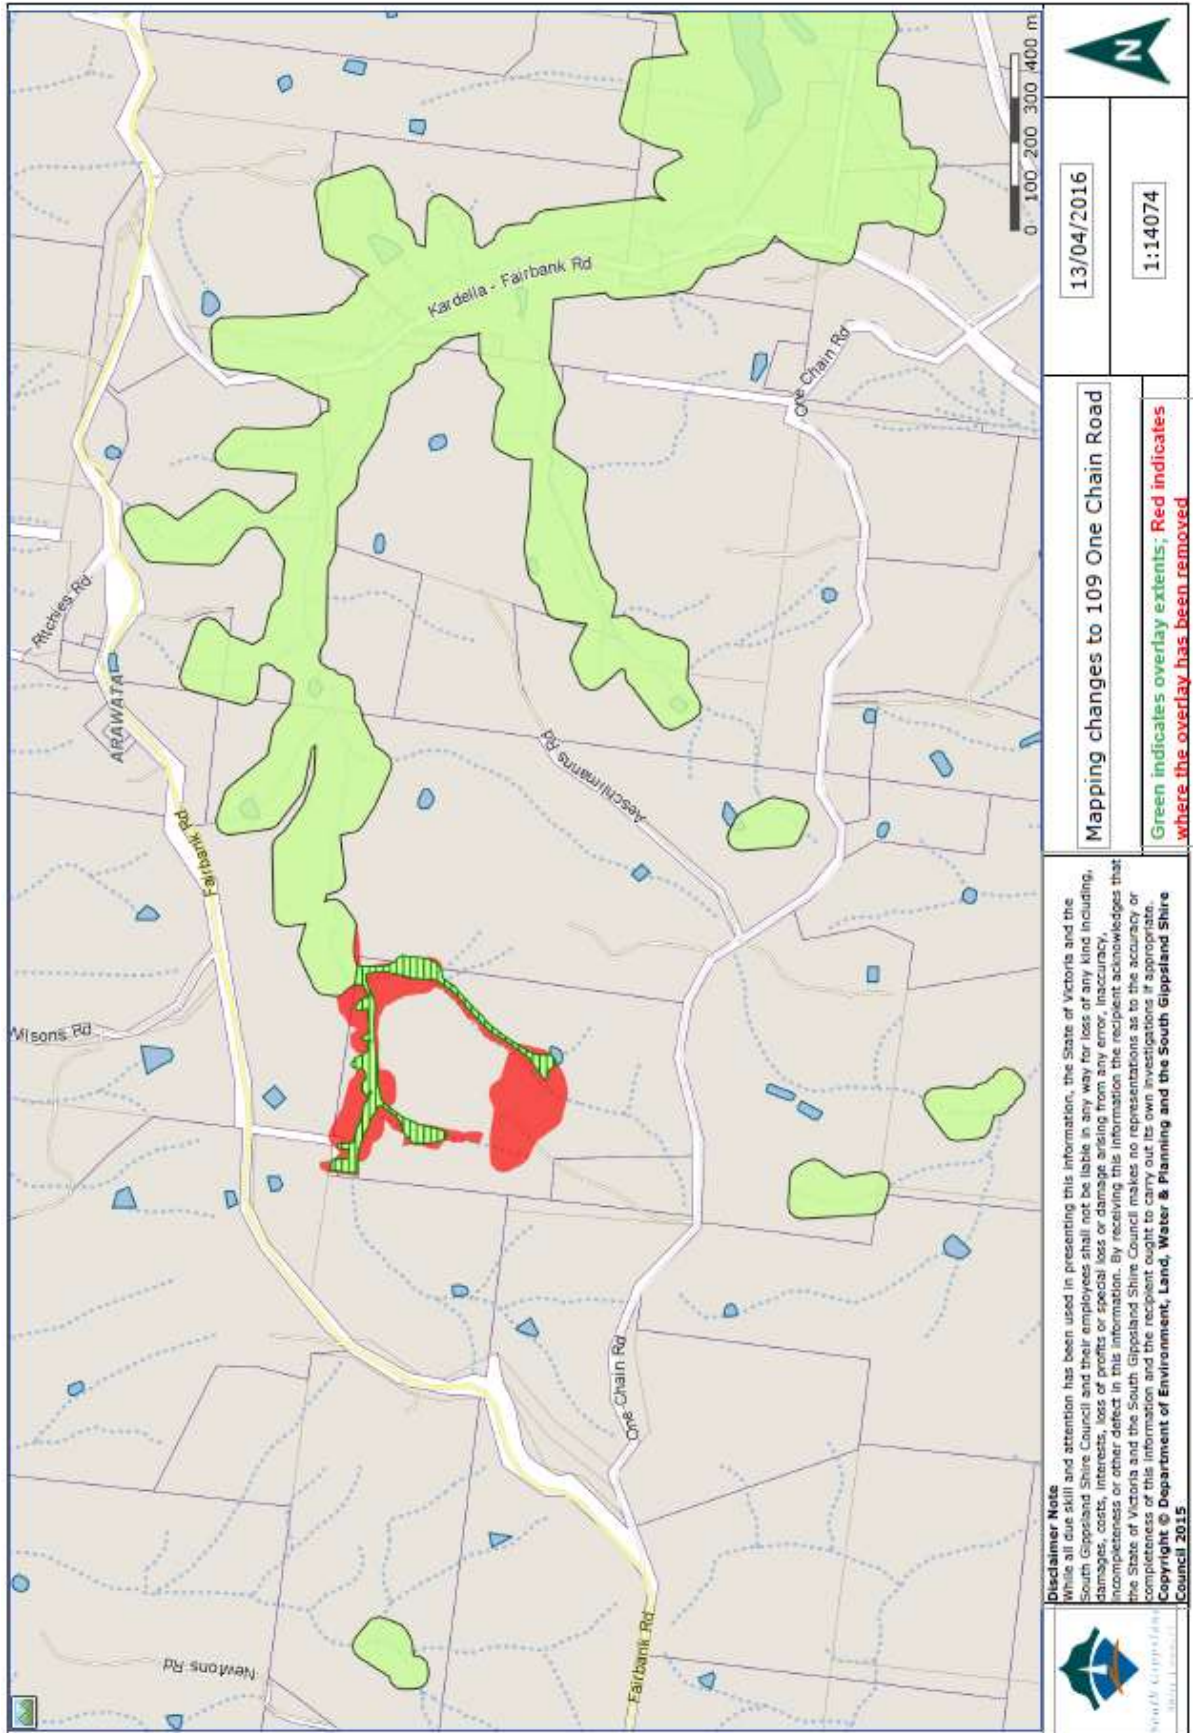 Ritchies Rd
ARAWATA
Fairbank Rd
Wilsons Rd
Kardella - Fairbank Rd
One Chain Rd
Aeschlimanns Rd
One Chain Rd
Fairbank Rd
Newtons Rd
0 100 200 300 400 m
Disclaimer Note
While all due skill and attention has been used in presenting this information, the State of Victoria and the
South Gippsland Shire Council and their employees shall not be liable in any way for loss of any kind including,
damages, costs, interests, loss of profits or special loss or damage arising from any error, inaccuracy,
incompleteness or other defect in this information. By receiving this information the recipient acknowledges that
the State of Victoria and the South Gippsland Shire Council makes no representations as to the accuracy or
completeness of this information and the recipient ought to carry out its own investigations if appropriate.
Copyright © Department of Environment, Land, Water & Planning and the South Gippsland Shire
Council 2015
Mapping changes to 109 One Chain Road
Green indicates overlay extents; Red indicates
where the overlay has been removed
13/04/2016
1:14074
N
South Gippsland